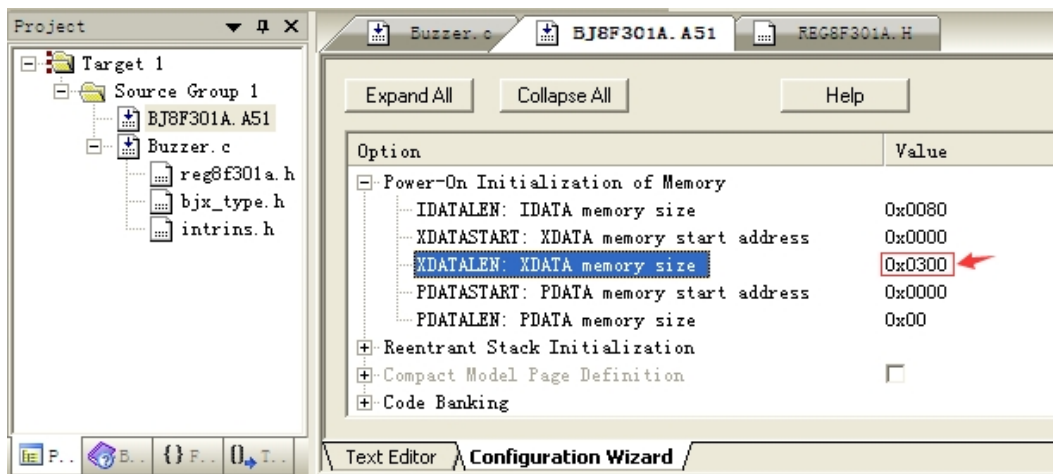 Project
Target 1
Source Group 1
BJ8F301A.A51
Buzzer.c
reg8f301a.h
bjx_type.h
intrins.h
P..
B..
{} F..
T..
Buzzer.c
BJ8F301A.A51
REG8F301A.H
Expand All
Collapse All
Help
Option Value
Power-On Initialization of Memory
IDATALEN: IDATA memory size 0x0080
XDATASTART: XDATA memory start address 0x0000
XDATALEN: XDATA memory size 0x0300
PDATASTART: PDATA memory start address 0x0000
PDATALEN: PDATA memory size 0x00
Reentrant Stack Initialization
Compact Model Page Definition
Code Banking
Text Editor
Configuration Wizard